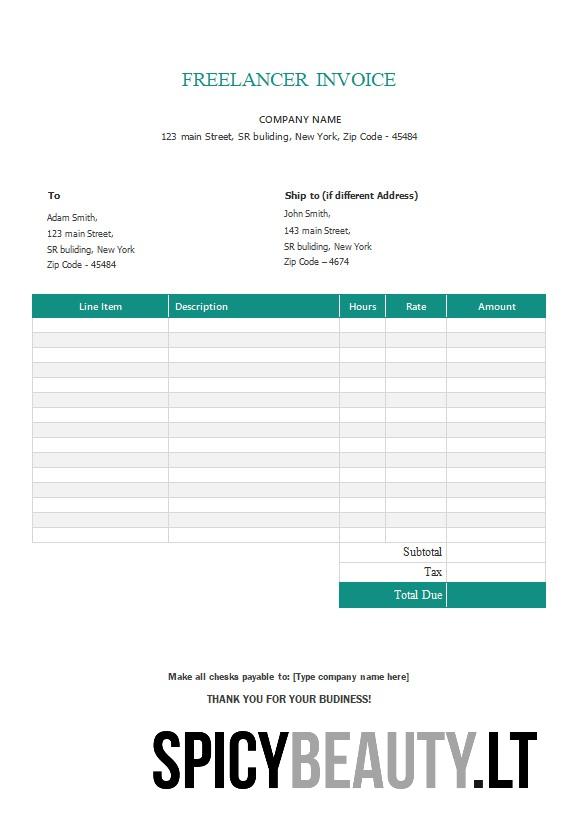 FREELANCER INVOICE
COMPANY NAME
123 main Street, SR buliding, New York, Zip Code - 45484
To
Adam Smith,
123 main Street,
SR buliding, New York
Zip Code - 45484
Ship to (if different Address)
John Smith,
143 main Street,
SR buliding, New York
Zip Code – 4674
Line Item Description Hours Rate Amount
Subtotal
Tax
Total Due
Make all chesks payable to: [Type company name here]
THANK YOU FOR YOUR BUDINESS!
SPICYBEAUTY.LT